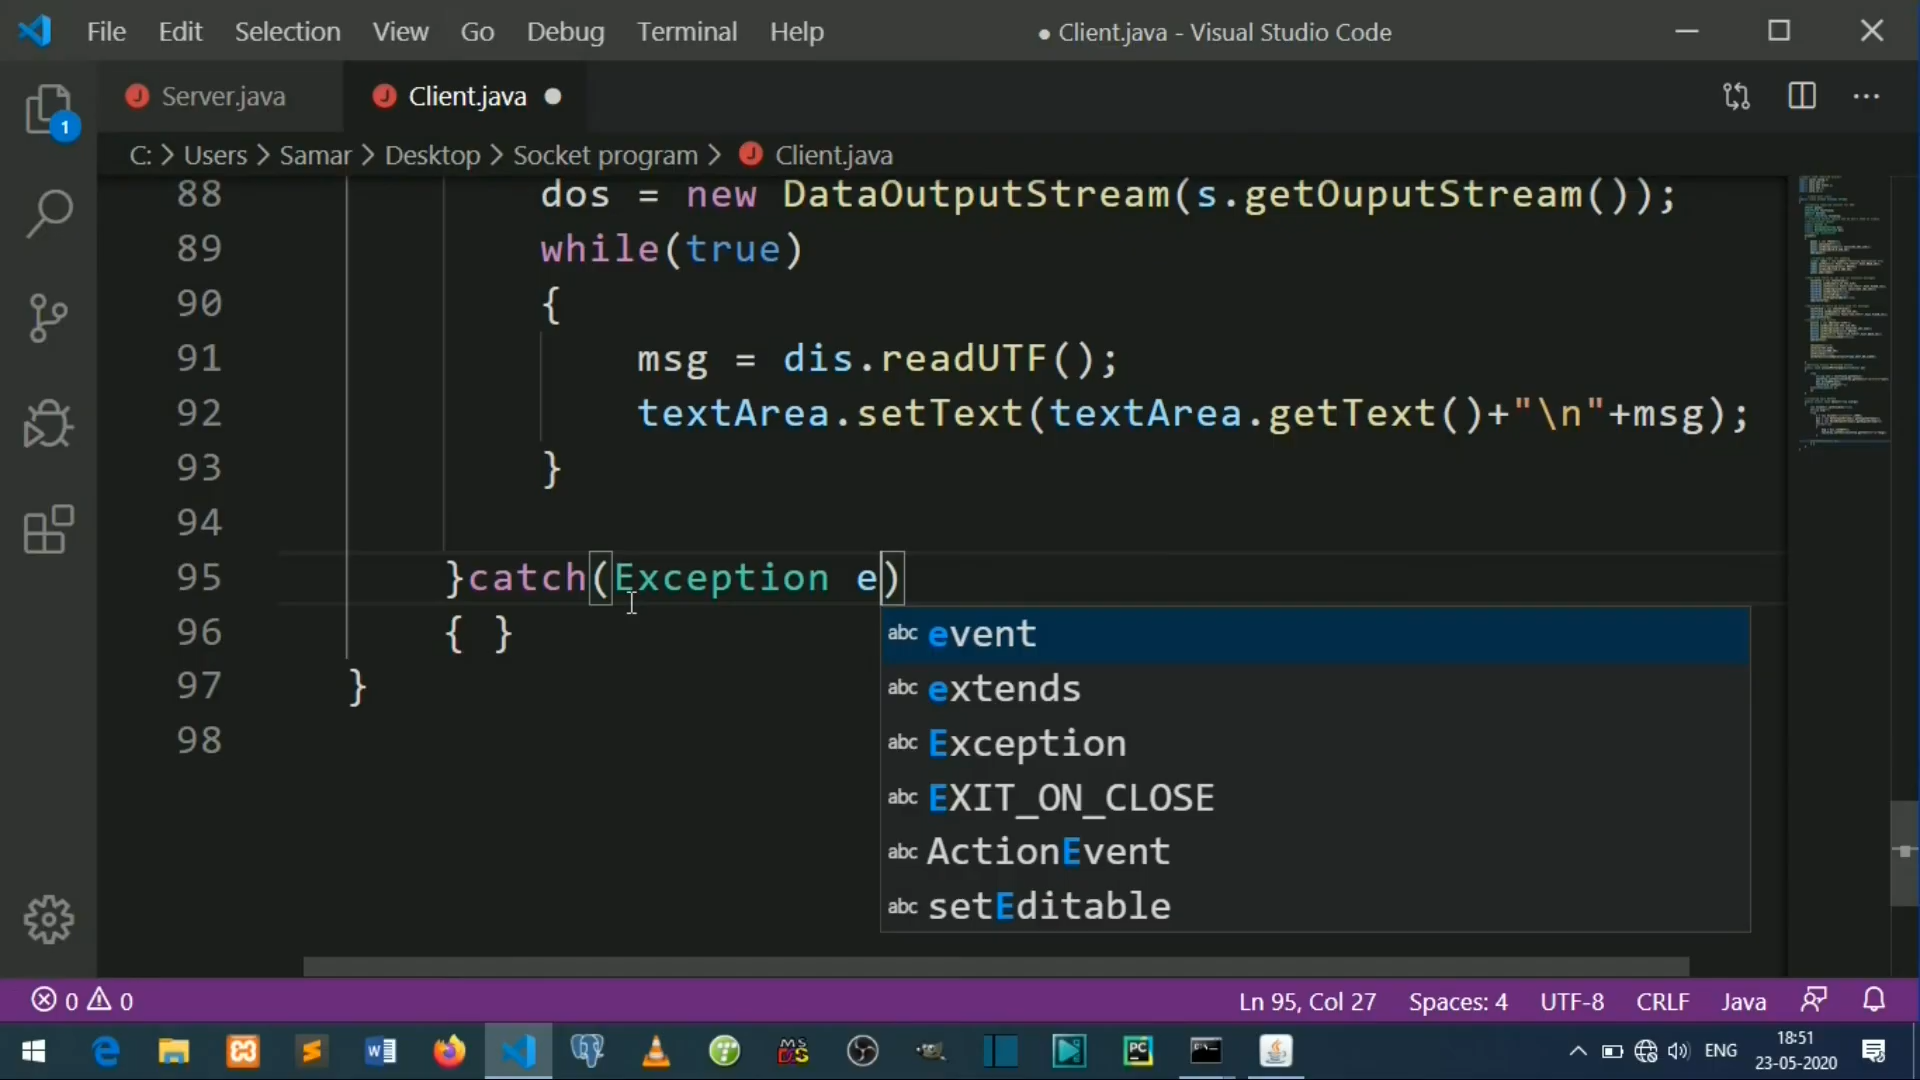 File Edit Selection View Go Debug Terminal Help ● Client.java - Visual Studio Code
Server.java Client.java
1
C: > Users > Samar > Desktop > Socket program > Client.java
88 dos = new DataOutputStream(s.getOuputStream());
89 while(true)
90 {
91 msg = dis.readUTF();
92 textArea.setText(textArea.getText()+"\n"+msg);
93 }
94
95 }catch(Exception e)
96 { }
97 }
98
abc event
abc extends
abc Exception
abc EXIT_ON_CLOSE
abc ActionEvent
abc setEditable
0 0 Ln 95, Col 27 Spaces: 4 UTF-8 CRLF Java
MS DS PC ENG 18:51
23-05-2020